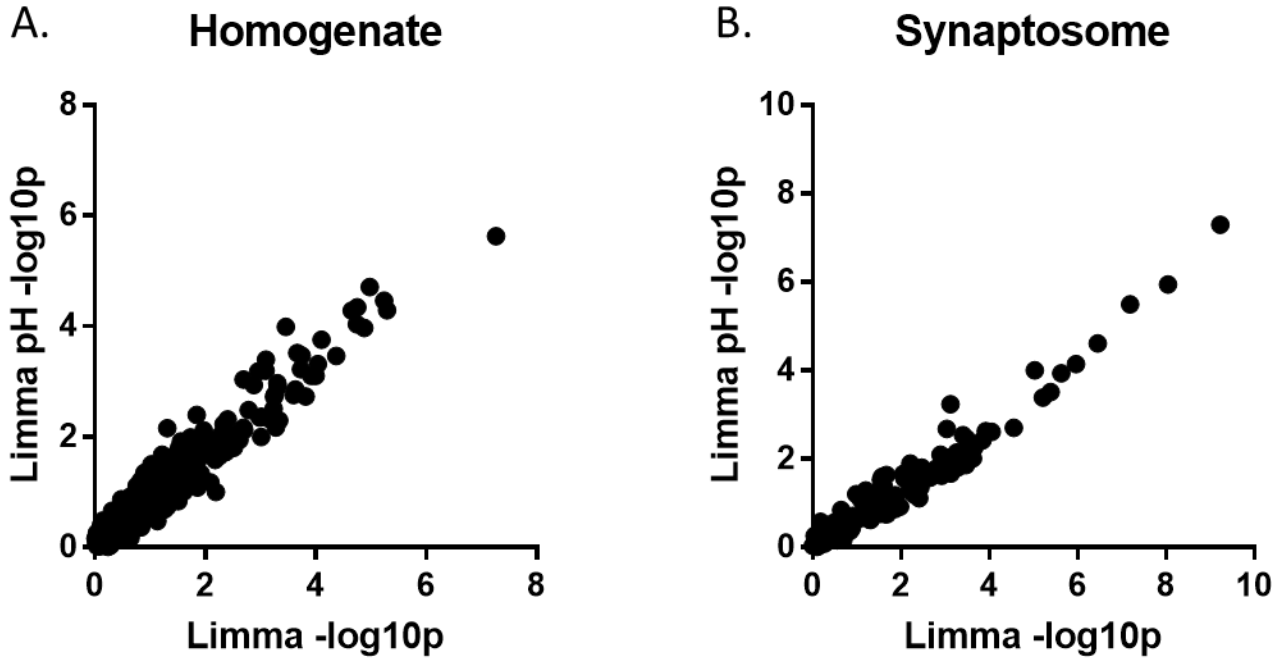 A.
Homogenate
8
6
4
2
0
0 2 4 6 8
Limma pH -log10p
Limma -log10p
B.
Synaptosome
10
8
6
4
2
0
0 2 4 6 8 10
Limma pH -log10p
Limma -log10p